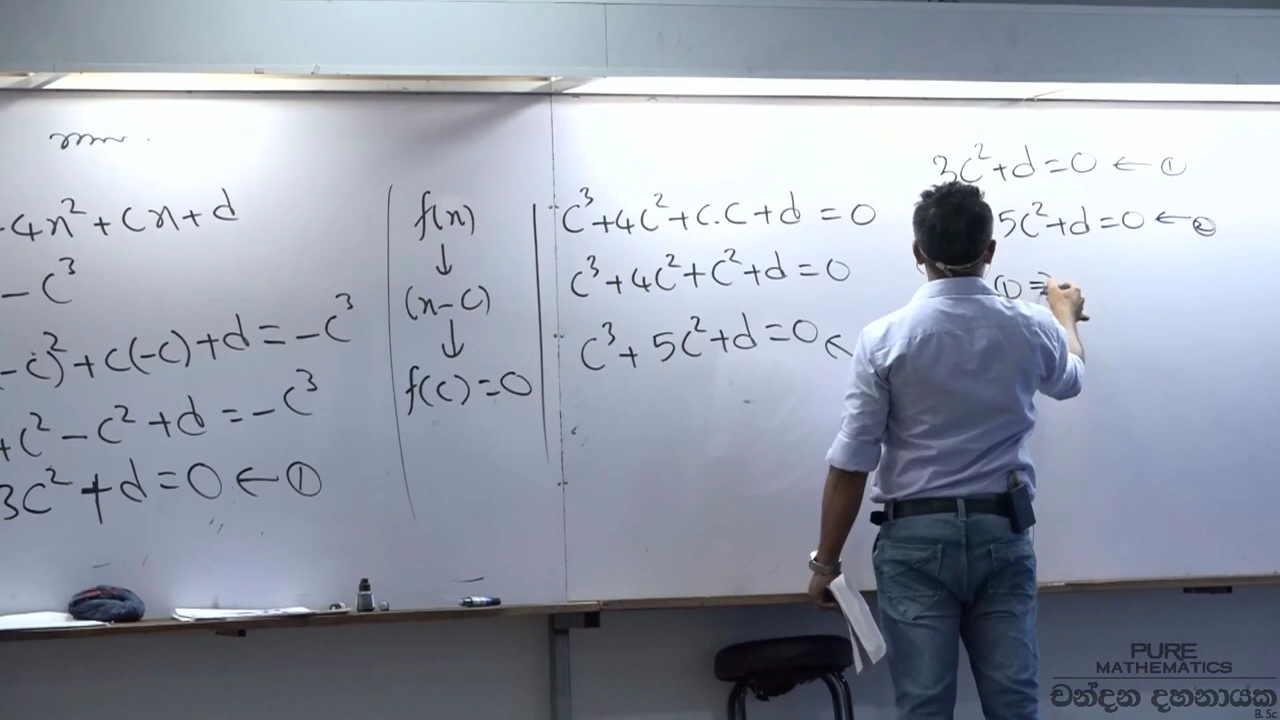 -4x²+cx+d
-c³
-c)²+c(-c)+d=-c³
+c²-c²+d=-c³
3c²+d=0←①
f(x)
↓
(x-c)
↓
f(c)=0
c³+4c²+c.c+d=0
c³+4c²+c²+d=0
c³+5c²+d=0←
3c²+d=0←①
5c²+d=0←②
①⇒
PURE
MATHEMATICS
චන්දන දහනායක
B.Sc